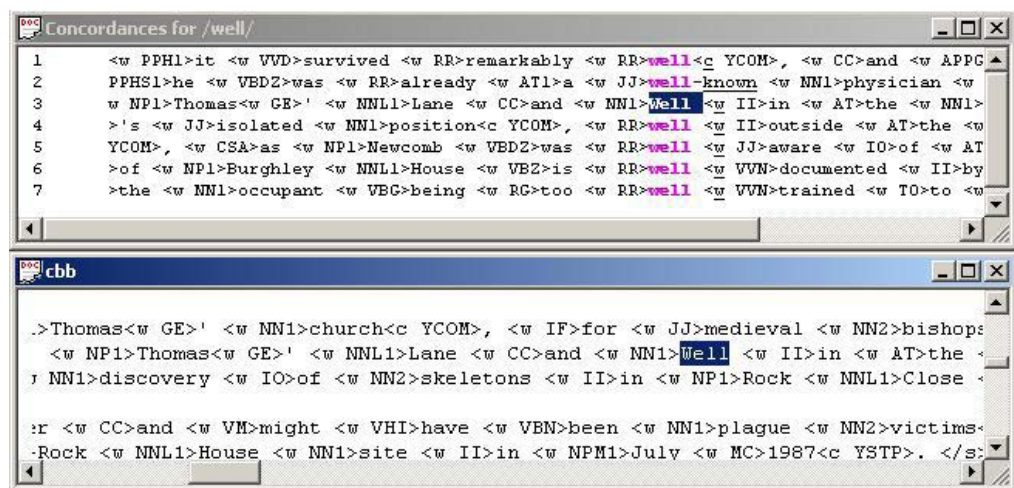 Concordances for /well/
1 <w PPH1>it <w VVD>survived <w RR>remarkably <w RR>well<c YCOM>, <w CC>and <w APPG
2 PPHS1>he <w VBDZ>was <w RR>already <w AT1>a <w JJ>well-known <w NN1>physician <w
3 w NP1>Thomas<w GE>' <w NNL1>Lane <w CC>and <w NN1>Well <w II>in <w AT>the <w NN1>
4 >'s <w JJ>isolated <w NN1>position<c YCOM>, <w RR>well <w II>outside <w AT>the <w
5 YCOM>, <w CSA>as <w NP1>Newcomb <w VBDZ>was <w RR>well <w JJ>aware <w IO>of <w AT
6 >of <w NP1>Burghley <w NNL1>House <w VBZ>is <w RR>well <w VVN>documented <w II>by
7 >the <w NN1>occupant <w VBG>being <w RG>too <w RR>well <w VVN>trained <w TO>to <w
cbb
.>Thomas<w GE>' <w NN1>church<c YCOM>, <w IF>for <w JJ>medieval <w NN2>bishops
<w NP1>Thomas<w GE>' <w NNL1>Lane <w CC>and <w NN1>Well <w II>in <w AT>the <
NN1>discovery <w IO>of <w NN2>skeletons <w II>in <w NP1>Rock <w NNL1>Close <
er <w CC>and <w VM>might <w VHI>have <w VBN>been <w NN1>plague <w NN2>victims<
-Rock <w NNL1>House <w NN1>site <w II>in <w NPM1>July <w MC>1987<c YSTP>. </s>